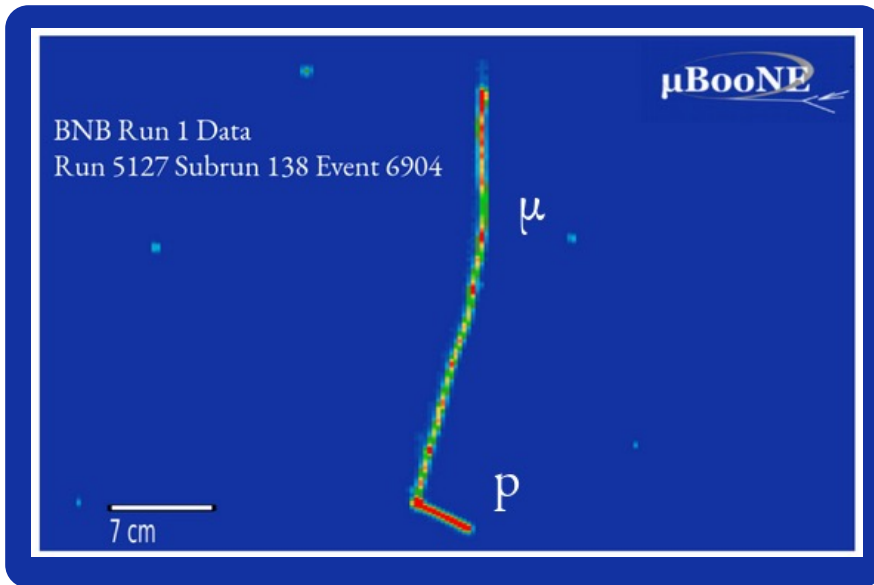 µBooNE
BNB Run 1 Data
Run 5127 Subrun 138 Event 6904
μ
p
7 cm